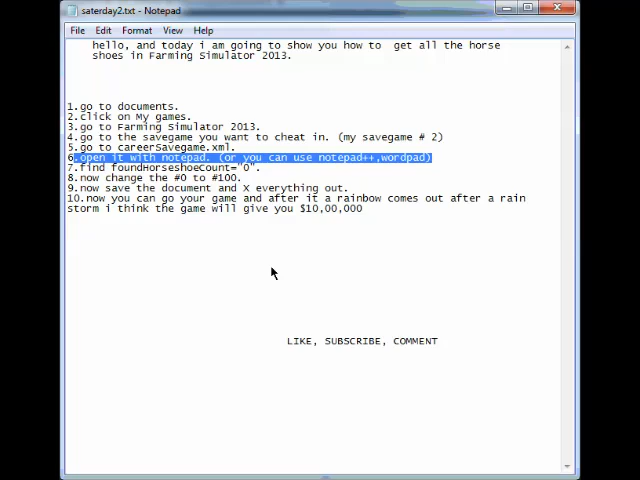 saterday2.txt - Notepad
File Edit Format View Help
hello, and today i am going to show you how to get all the horse
shoes in Farming Simulator 2013.
1.go to documents.
2.click on My games.
3.go to Farming Simulator 2013.
4.go to the savegame you want to cheat in. (my savegame # 2)
5.go to careerSavegame.xml.
6.open it with notepad. (or you can use notepad++,wordpad)
7.find foundHorseshoeCount="0".
8.now change the #0 to #100.
9.now save the document and X everything out.
10.now you can go your game and after it a rainbow comes out after a rain
storm i think the game will give you $10,00,000
LIKE, SUBSCRIBE, COMMENT